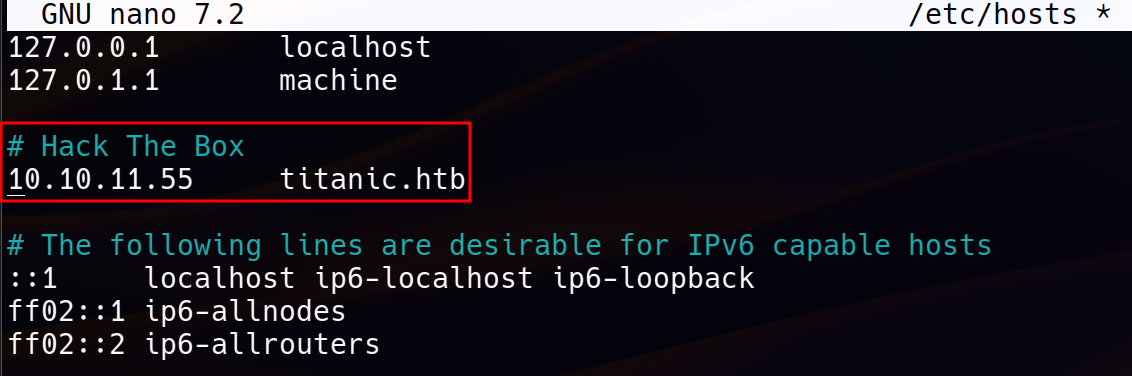 GNU nano 7.2 /etc/hosts *
127.0.0.1 localhost
127.0.1.1 machine
# Hack The Box
10.10.11.55 titanic.htb
# The following lines are desirable for IPv6 capable hosts
::1 localhost ip6-localhost ip6-loopback
ff02::1 ip6-allnodes
ff02::2 ip6-allrouters